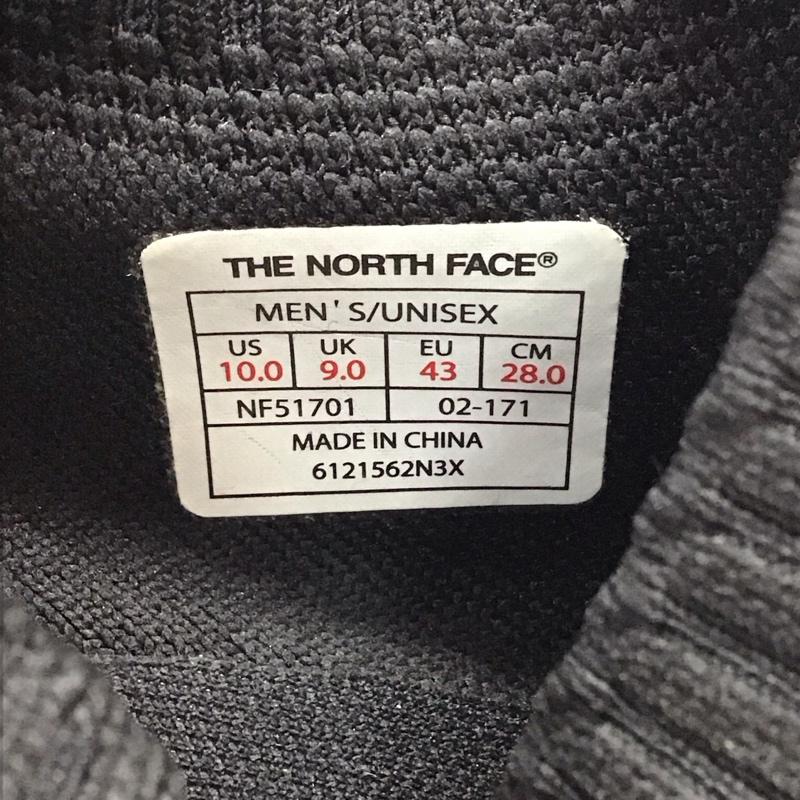 THE NORTH FACE®
MEN'S/UNISEX
US UK EU CM
10.0 9.0 43 28.0
NF51701 02-171
MADE IN CHINA
6121562N3X